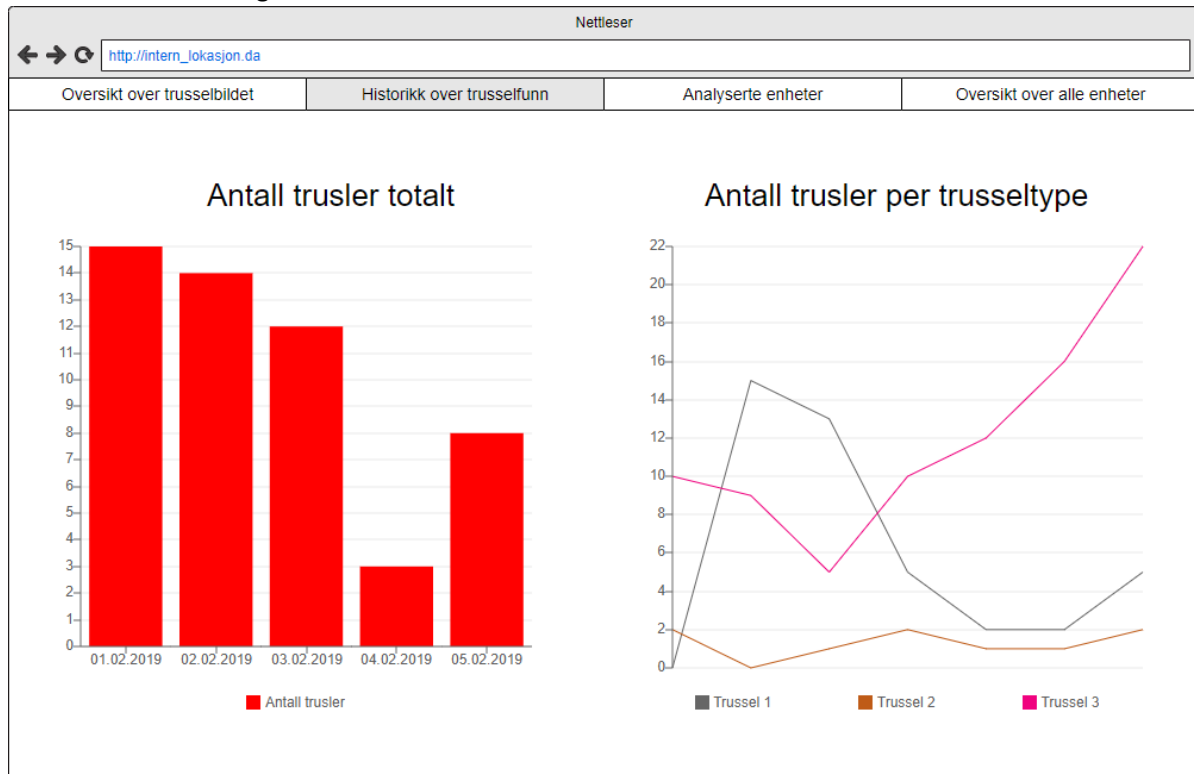 Nettleser
http://intern_lokasjon.da
Oversikt over trusselbildet
Historikk over trusselfunn
Analyserte enheter
Oversikt over alle enheter
Antall trusler totalt
15
14
13
12
11
10
9
8
7
6
5
4
3
2
1
0
01.02.2019 02.02.2019 03.02.2019 04.02.2019 05.02.2019
Antall trusler
Antall trusler per trusseltype
22
20
18
16
14
12
10
8
6
4
2
0
Trussel 1 Trussel 2 Trussel 3